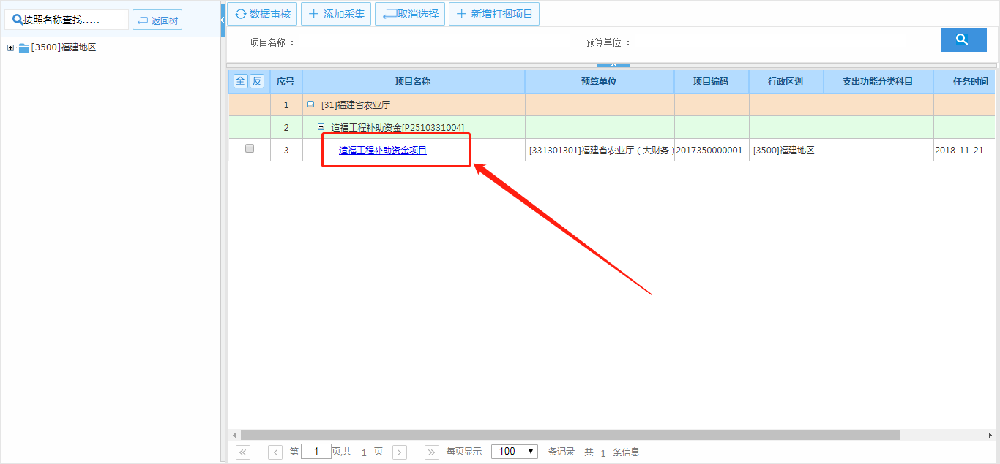 按照名称查找.....
返回树
[3500]福建地区
数据审核 添加采集 取消选择 新增打捆项目
项目名称 : 预算单位 :
全 反 序号 项目名称 预算单位 项目编码 行政区划 支出功能分类科目 任务时间
1 [31]福建省农业厅
2 造福工程补助资金[P2510331004]
3 造福工程补助资金项目 [331301301]福建省农业厅（大财务） 2017350000001 [3500]福建地区 2018-11-21
第 1 页,共 1 页 每页显示 100 条记录 共 1 条信息